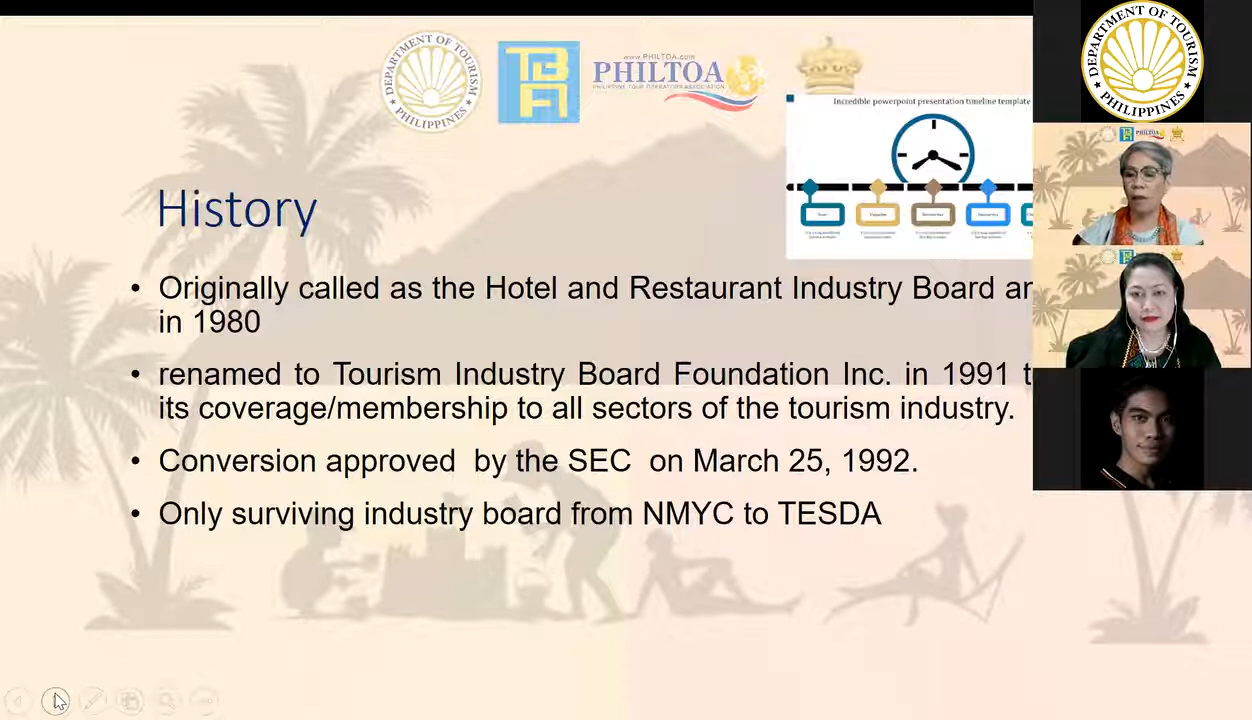 DEPARTMENT OF TOURISM
PHILIPPINES
TB
FI
www.PHILTOA.com
PHILTOA
PHILIPPINE TOUR OPERATORS ASSOCIATION
Incredible powerpoint presentation timeline template
DEPARTMENT OF TOURISM
PHILIPPINES
PHILTOA
History
• Originally called as the Hotel and Restaurant Industry Board
in 1980
• renamed to Tourism Industry Board Foundation Inc. in 1991
its coverage/membership to all sectors of the tourism industry.
• Conversion approved by the SEC on March 25, 1992.
• Only surviving industry board from NMYC to TESDA